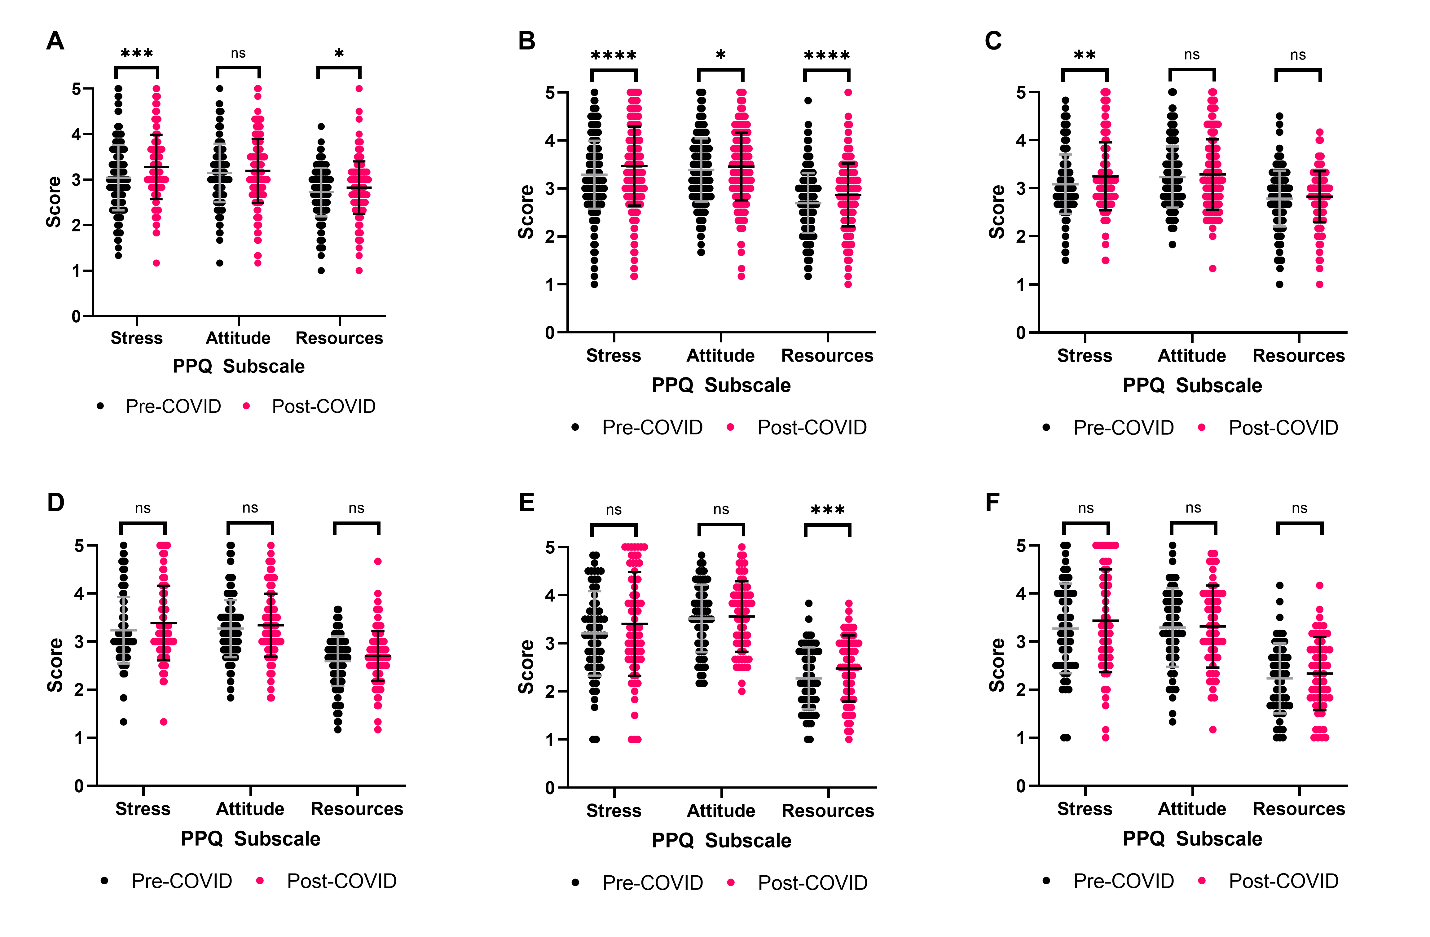 A
*** ns *
5
4
3
2
1
0
Score
Stress Attitude Resources
PPQ Subscale
Pre-COVID Post-COVID
B
**** * ****
5
4
3
2
1
0
Score
Stress Attitude Resources
PPQ Subscale
Pre-COVID Post-COVID
C
** ns ns
5
4
3
2
1
0
Score
Stress Attitude Resources
PPQ Subscale
Pre-COVID Post-COVID
D
ns ns ns
5
4
3
2
1
0
Score
Stress Attitude Resources
PPQ Subscale
Pre-COVID Post-COVID
E
ns ns ***
5
4
3
2
1
0
Score
Stress Attitude Resources
PPQ Subscale
Pre-COVID Post-COVID
F
ns ns ns
5
4
3
2
1
0
Score
Stress Attitude Resources
PPQ Subscale
Pre-COVID Post-COVID